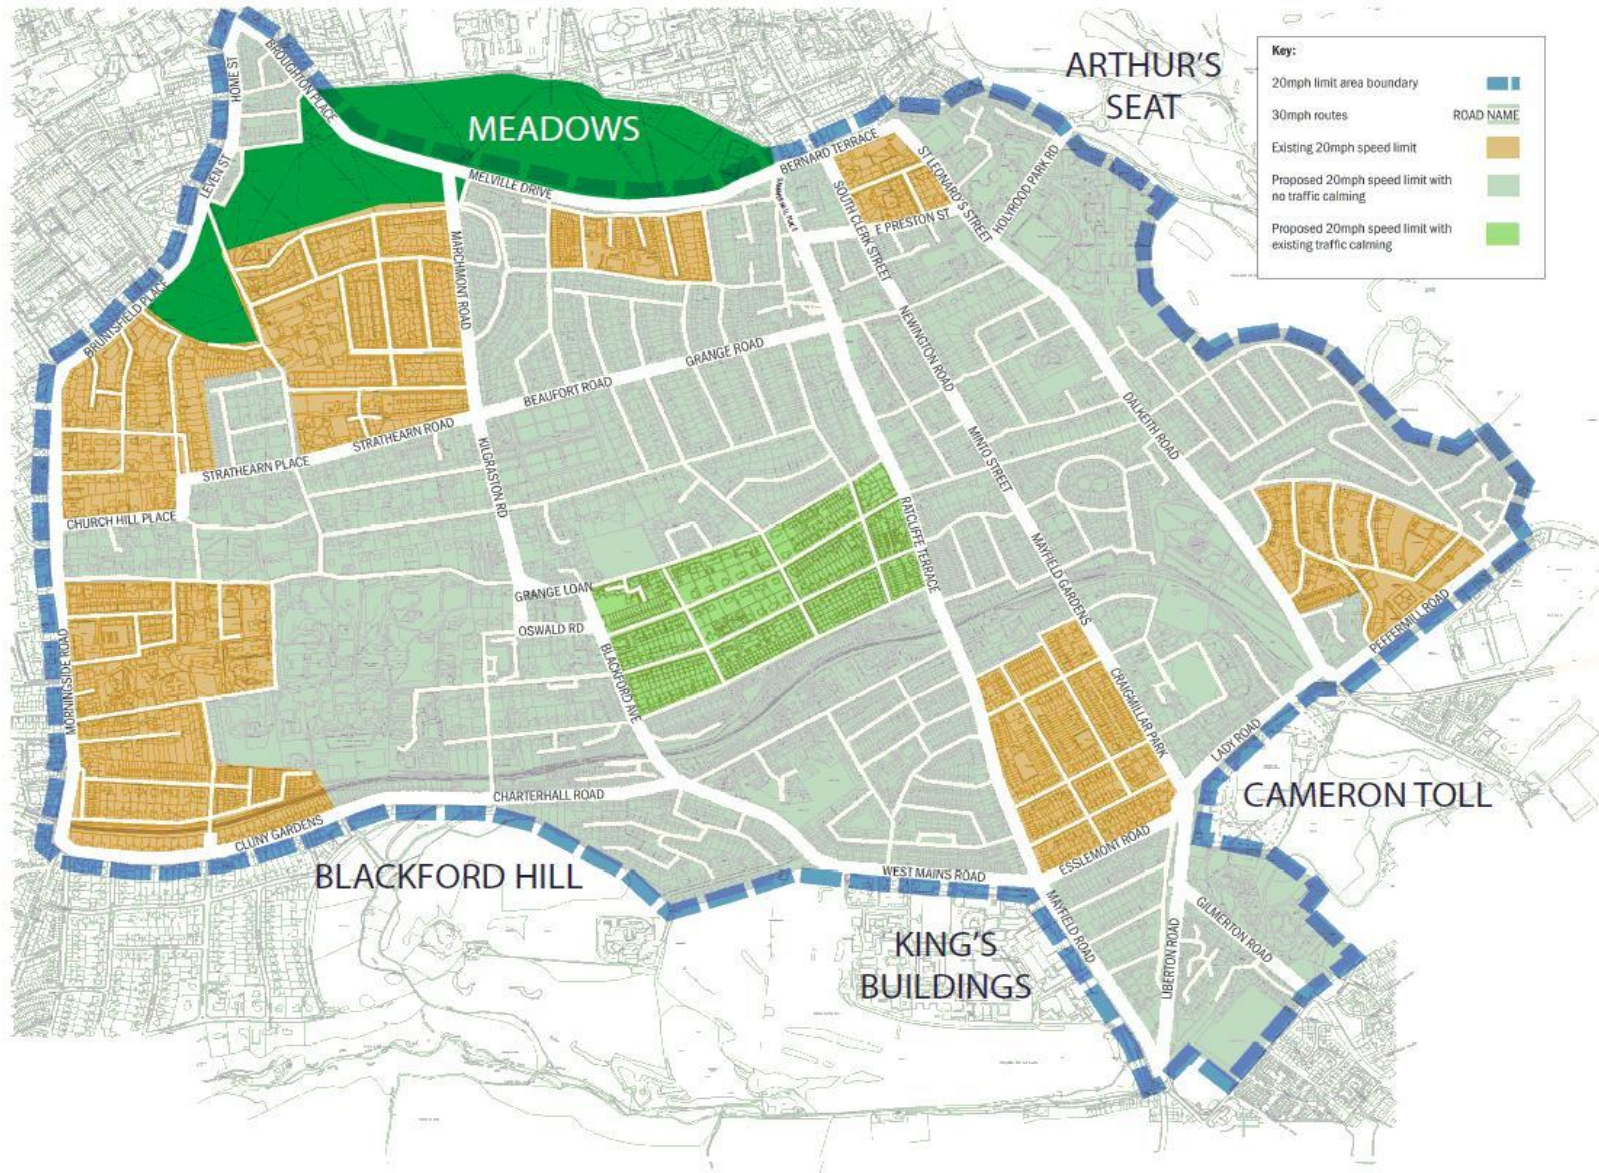 ARTHUR'S
SEAT
Key:
20mph limit area boundary
30mph routes
ROAD NAME
Existing 20mph speed limit
Proposed 20mph speed limit with
no traffic calming
Proposed 20mph speed limit with
existing traffic calming
HOME ST
BROUGHTON PLACE
MEADOWS
LEVEN ST
MELVILLE DRIVE
BERNARD TERRACE
ST LEONARD'S STREET
HOLYROOD PARK RD
SOUTH CLERK STREET
E PRESTON ST
MARCHMONT ROAD
BRUNTSFIELD PLACE
NEWINGTON ROAD
GRANGE ROAD
BEAUFORT ROAD
STRATHEARN ROAD
STRATHEARN PLACE
DALKEITH ROAD
KILGRASTON RD
MINTO STREET
CHURCH HILL PLACE
RATCLIFFE TERRACE
MAYFIELD GARDENS
GRANGE LOAN
OSWALD RD
PEFFERMILL ROAD
MORNINGSIDE ROAD
BLACKFORD AVE
CRAIGMILLAR PARK
LADY ROAD
CAMERON TOLL
CHARTERHALL ROAD
CLUNY GARDENS
BLACKFORD HILL
ESSLEMONT ROAD
WEST MAINS ROAD
MAYFIELD ROAD
GILMERTON ROAD
LIBERTON ROAD
KING'S
BUILDINGS